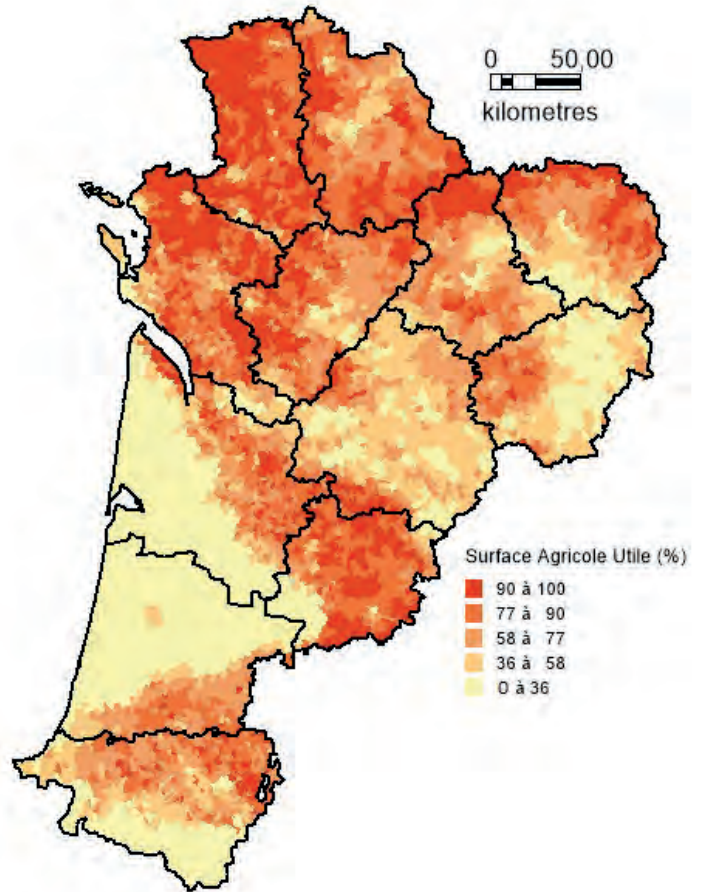 0 50,00
kilometres
Surface Agricole Utile (%)
90 à 100
77 à 90
58 à 77
36 à 58
0 à 36